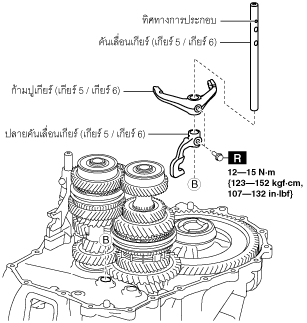 ทิศทางการประกอบ
คันเลื่อนเกียร์ (เกียร์ 5 / เกียร์ 6)
ก้ามปูเกียร์ (เกียร์ 5 / เกียร์ 6)
ปลายคันเลื่อนเกียร์ (เกียร์ 5 / เกียร์ 6)
R
12—15 N·m
{123—152 kgf·cm,
107—132 in·lbf}
B
B